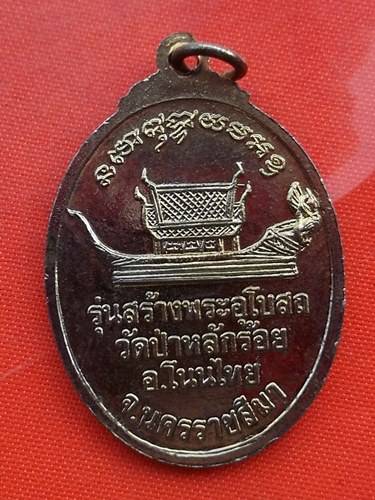 รุ่นสร้างพระอุโบสถ
วัดป่าหลักร้อย
อ.โนนไทย
จ.นครราชสีมา